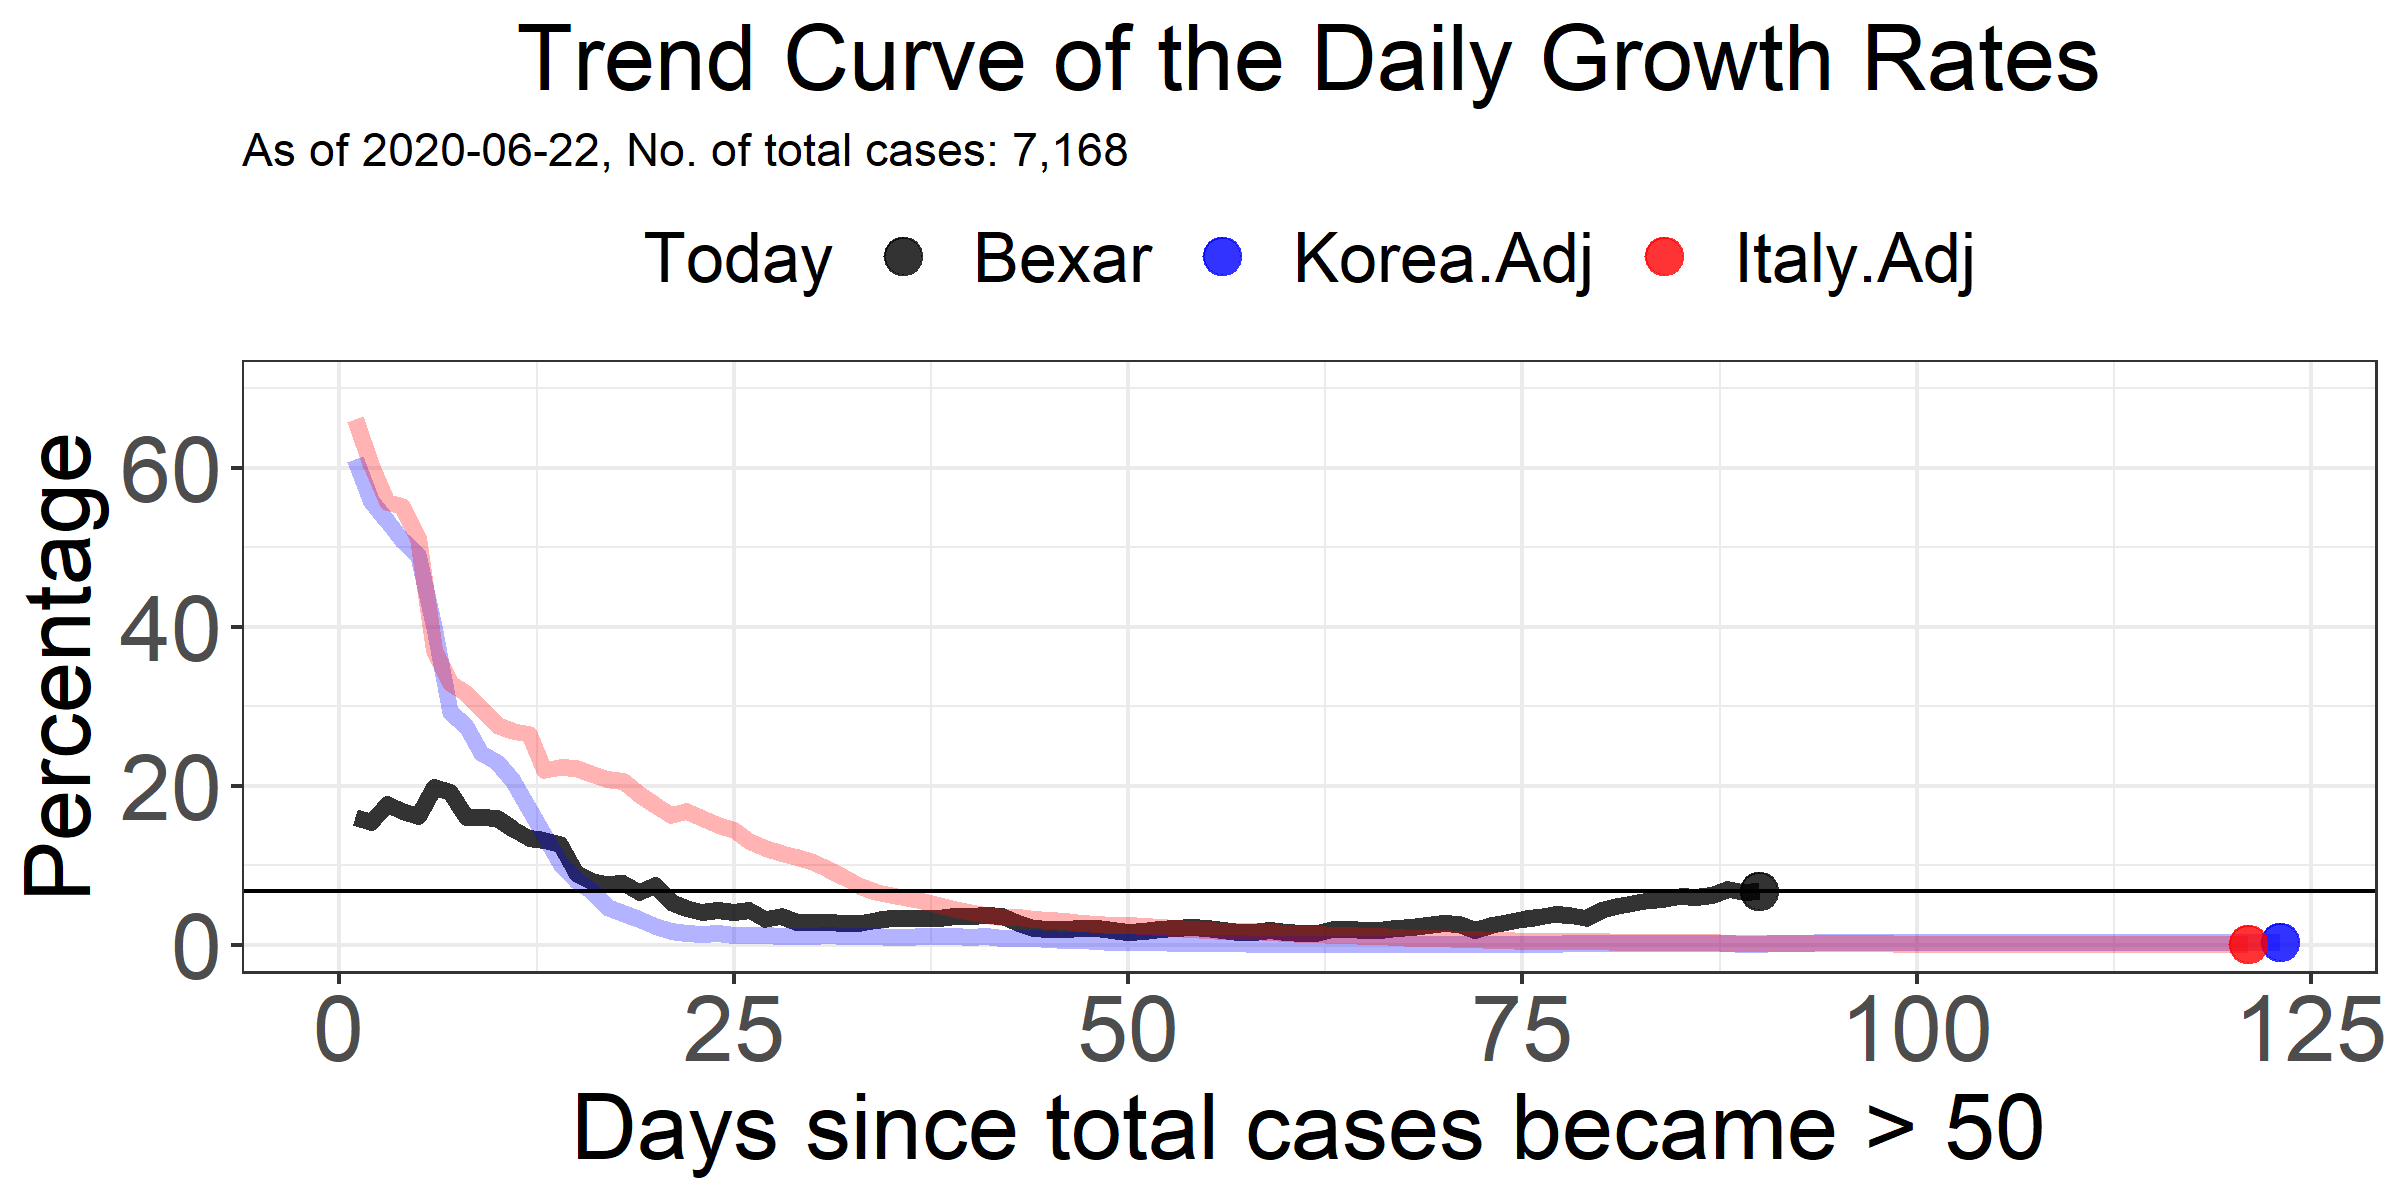 Trend Curve of the Daily Growth Rates
As of 2020-06-22, No. of total cases: 7,168
Today Bexar Korea.Adj Italy.Adj
Percentage
60
40
20
0
0 25 50 75 100 125
Days since total cases became > 50